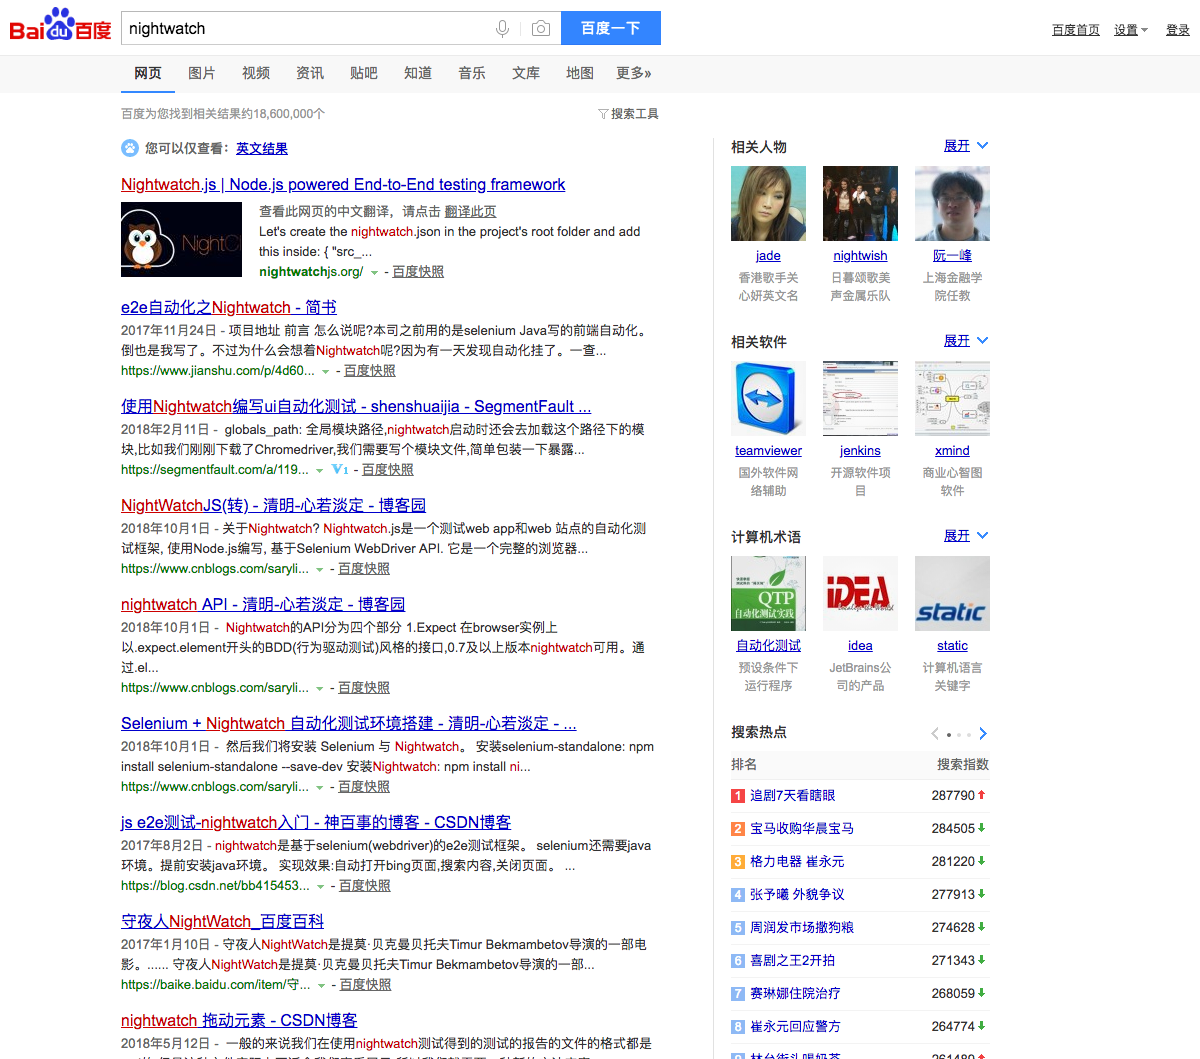 Bai du 百度
nightwatch
百度一下
百度首页 设置 登录
网页 图片 视频 资讯 贴吧 知道 音乐 文库 地图 更多»
百度为您找到相关结果约18,600,000个
搜索工具
您可以仅查看：英文结果
Nightwatch.js | Node.js powered End-to-End testing framework
查看此网页的中文翻译，请点击 翻译此页
Let's create the nightwatch.json in the project's root folder and add
this inside: { "src_...
nightwatchjs.org/ - 百度快照
e2e自动化之Nightwatch - 简书
2017年11月24日 - 项目地址 前言 怎么说呢?本司之前用的是selenium Java写的前端自动化。
倒也是我写了。不过为什么会想着Nightwatch呢?因为有一天发现自动化挂了。一查...
https://www.jianshu.com/p/4d60... - 百度快照
使用Nightwatch编写ui自动化测试 - shenshuaijia - SegmentFault ...
2018年2月11日 - globals_path: 全局模块路径,nightwatch启动时还会去加载这个路径下的模
块,比如我们刚刚下载了Chromedriver,我们需要写个模块文件,简单包装一下暴露...
https://segmentfault.com/a/119... V1 - 百度快照
NightWatchJS(转) - 清明-心若淡定 - 博客园
2018年10月1日 - 关于Nightwatch? Nightwatch.js是一个测试web app和web 站点的自动化测
试框架, 使用Node.js编写, 基于Selenium WebDriver API. 它是一个完整的浏览器...
https://www.cnblogs.com/saryli... - 百度快照
nightwatch API - 清明-心若淡定 - 博客园
2018年10月1日 - Nightwatch的API分为四个部分 1.Expect 在browser实例上
以.expect.element开头的BDD(行为驱动测试)风格的接口,0.7及以上版本nightwatch可用。通
过.el...
https://www.cnblogs.com/saryli... - 百度快照
Selenium + Nightwatch 自动化测试环境搭建 - 清明-心若淡定 - ...
2018年10月1日 - 然后我们将安装 Selenium 与 Nightwatch。 安装selenium-standalone: npm
install selenium-standalone --save-dev 安装Nightwatch: npm install ni...
https://www.cnblogs.com/saryli... - 百度快照
js e2e测试-nightwatch入门 - 神百事的博客 - CSDN博客
2017年8月2日 - nightwatch是基于selenium(webdriver)的e2e测试框架。 selenium还需要java
环境。提前安装java环境。 实现效果:自动打开bing页面,搜索内容,关闭页面。 ...
https://blog.csdn.net/bb415453... - 百度快照
守夜人NightWatch_百度百科
2017年1月10日 - 守夜人NightWatch是提莫·贝克曼贝托夫Timur Bekmambetov导演的一部电
影。...... 守夜人NightWatch是提莫·贝克曼贝托夫Timur Bekmambetov导演的一部...
https://baike.baidu.com/item/守... - 百度快照
nightwatch 拖动元素 - CSDN博客
2018年5月12日 - 一般的来说我们在使用nightwatch测试得到的测试的报告的文件的格式都是
相关人物 展开
jade nightwish 阮一峰
香港歌手关 日暮颂歌美 上海金融学
心妍英文名 声金属乐队 院任教
相关软件 展开
teamviewer jenkins xmind
国外软件网 开源软件项 商业心智图
络辅助 目 软件
计算机术语 展开
QTP
自动化测试实践
iDEA
static
自动化测试 idea static
预设条件下 JetBrains公 计算机语言
运行程序 司的产品 关键字
搜索热点
排名 搜索指数
1 追剧7天看瞎眼 287790
2 宝马收购华晨宝马 284505
3 格力电器 崔永元 281220
4 张予曦 外貌争议 277913
5 周润发市场撒狗粮 274628
6 喜剧之王2开拍 271343
7 赛琳娜住院治疗 268059
8 崔永元回应警方 264774